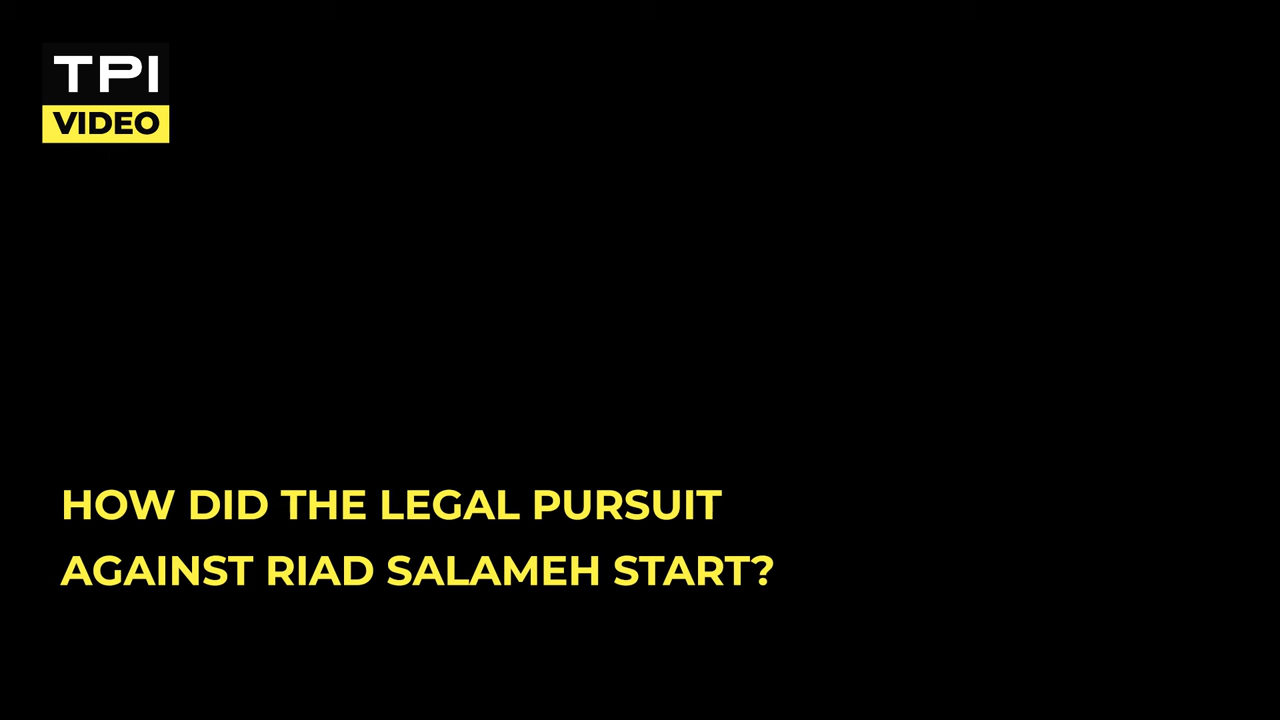 TPI
VIDEO
HOW DID THE LEGAL PURSUIT
AGAINST RIAD SALAMEH START?